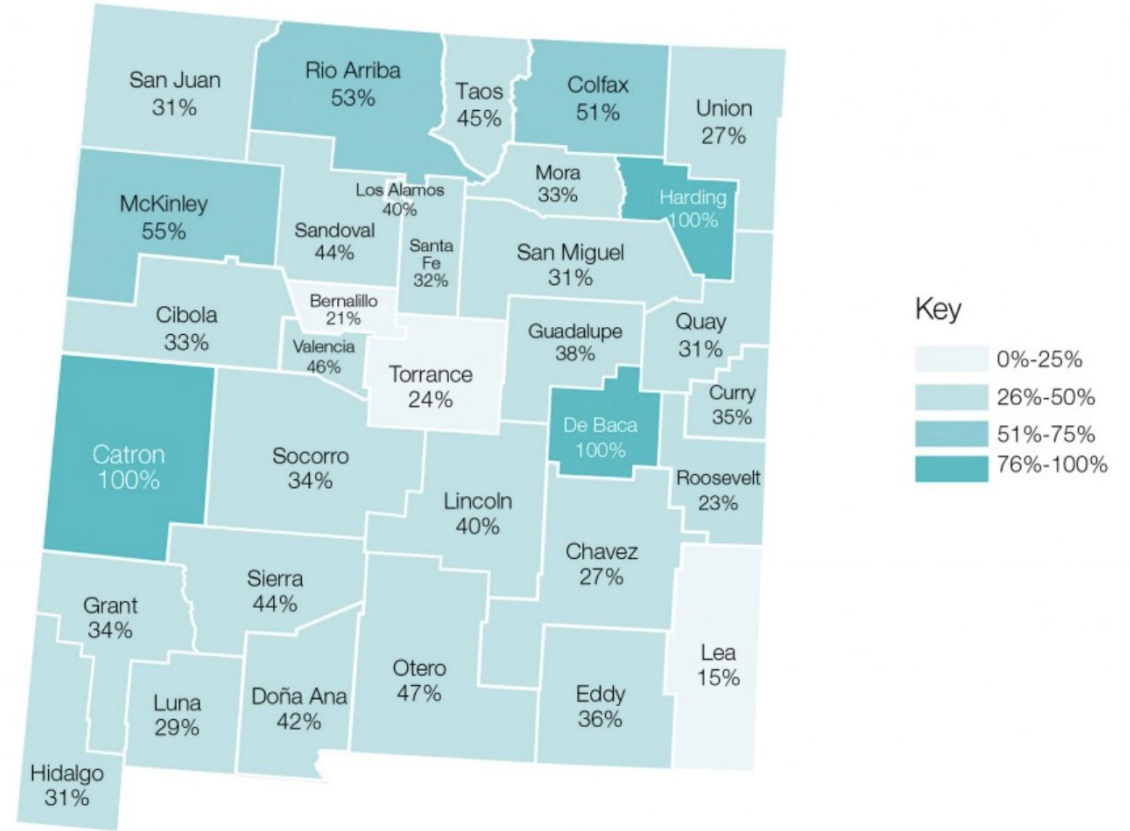 San Juan
31%
Rio Arriba
53%
Taos
45%
Colfax
51%
Union
27%
McKinley
55%
Los Alamos
40%
Mora
33%
Harding
100%
Sandoval
44%
Santa
Fe
32%
San Miguel
31%
Cibola
33%
Bernalillo
21%
Valencia
46%
Torrance
24%
Guadalupe
38%
Quay
31%
Curry
35%
Catron
100%
Socorro
34%
De Baca
100%
Lincoln
40%
Roosevelt
23%
Chavez
27%
Sierra
44%
Grant
34%
Luna
29%
Doña Ana
42%
Otero
47%
Eddy
36%
Lea
15%
Hidalgo
31%
Key
0%-25%
26%-50%
51%-75%
76%-100%